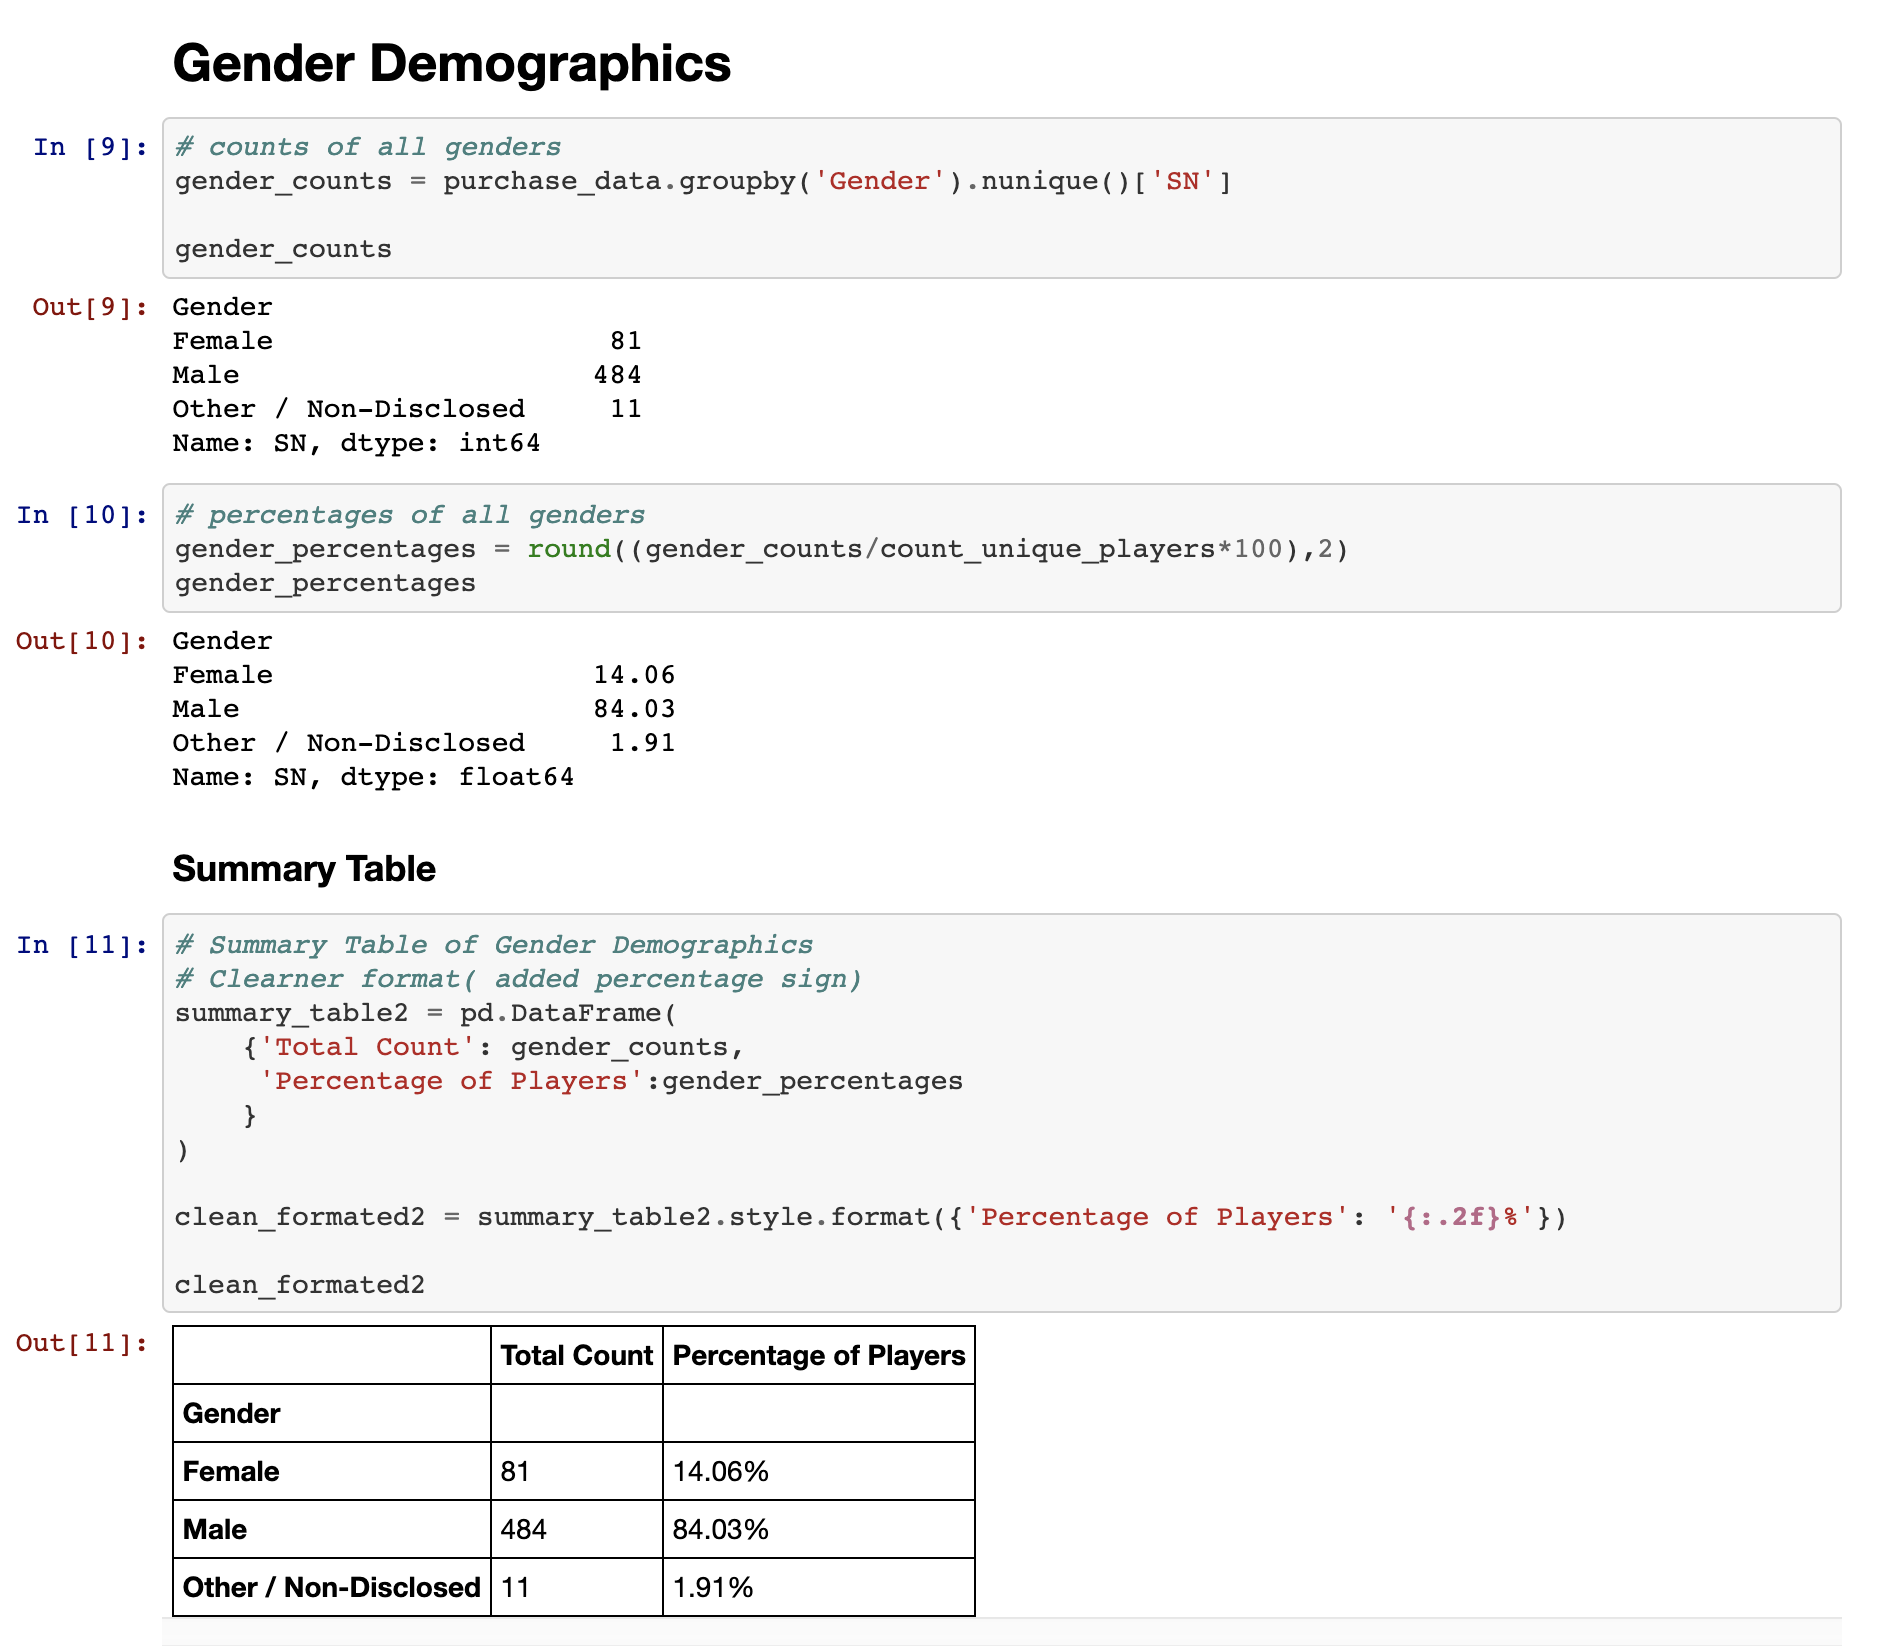 Gender Demographics
In [9]: # counts of all genders
gender_counts = purchase_data.groupby('Gender').nunique()['SN']
gender_counts
Out[9]: Gender
Female                    81
Male                     484
Other / Non-Disclosed     11
Name: SN, dtype: int64
In [10]: # percentages of all genders
gender_percentages = round((gender_counts/count_unique_players*100),2)
gender_percentages
Out[10]: Gender
Female                   14.06
Male                     84.03
Other / Non-Disclosed     1.91
Name: SN, dtype: float64
Summary Table
In [11]: # Summary Table of Gender Demographics
# Clearner format( added percentage sign)
summary_table2 = pd.DataFrame(
    {'Total Count': gender_counts,
     'Percentage of Players':gender_percentages
    }
)
clean_formated2 = summary_table2.style.format({'Percentage of Players': '{:.2f}%'})
clean_formated2
Out[11]: Total Count Percentage of Players
Gender
Female 81 14.06%
Male 484 84.03%
Other / Non-Disclosed 11 1.91%